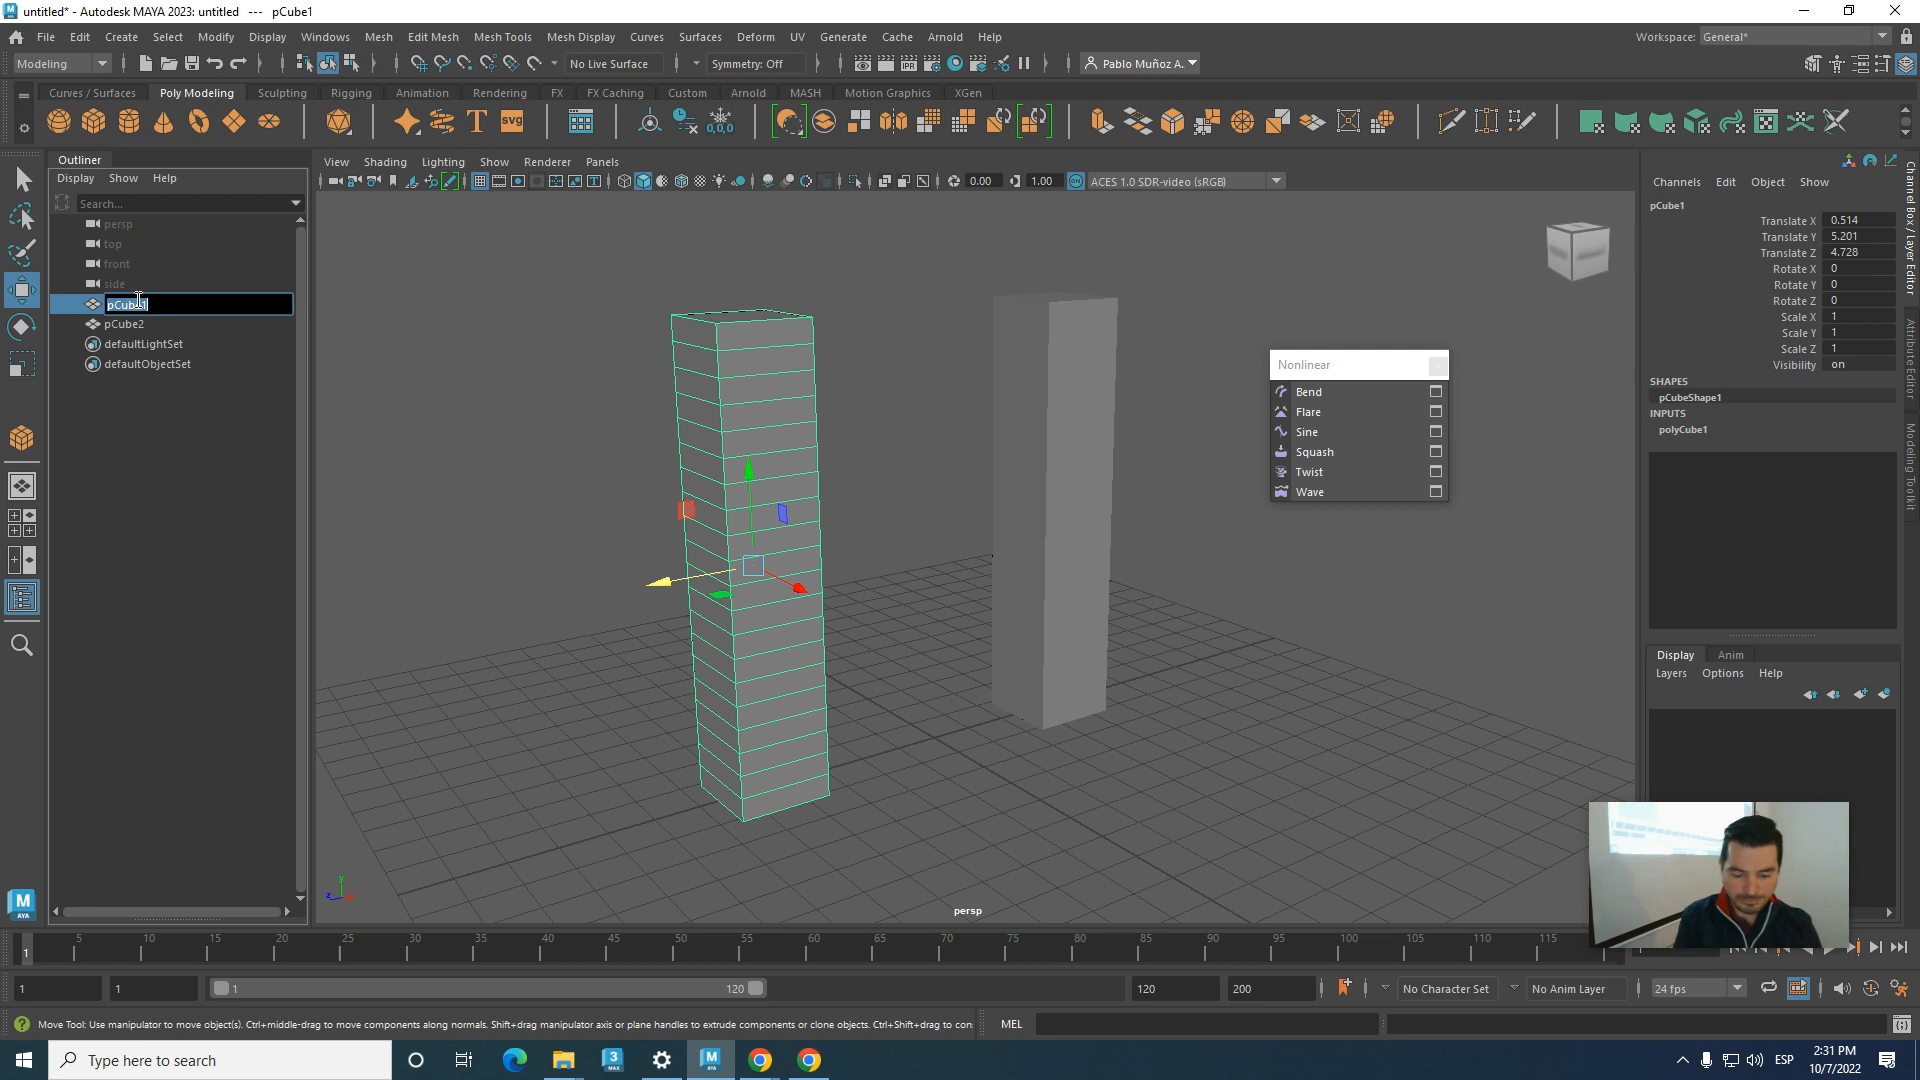 untitled* - Autodesk MAYA 2023: untitled --- pCube1
File Edit Create Select Modify Display Windows Mesh Edit Mesh Mesh Tools Mesh Display Curves Surfaces Deform UV Generate Cache Arnold Help
Workspace: General*
Modeling
No Live Surface
Symmetry: Off
Pablo Muñoz A.
Curves / Surfaces Poly Modeling Sculpting Rigging Animation Rendering FX FX Caching Custom Arnold MASH Motion Graphics XGen
Outliner
Display Show Help
Search...
persp
top
front
side
pCube1
pCube2
defaultLightSet
defaultObjectSet
View Shading Lighting Show Renderer Panels
0.00
1.00
ACES 1.0 SDR-video (sRGB)
Nonlinear
Bend
Flare
Sine
Squash
Twist
Wave
persp
Channels Edit Object Show
pCube1
Translate X 0.514
Translate Y 5.201
Translate Z 4.728
Rotate X 0
Rotate Y 0
Rotate Z 0
Scale X 1
Scale Y 1
Scale Z 1
Visibility on
SHAPES
pCubeShape1
INPUTS
polyCube1
Channel Box / Layer Editor
Attribute Editor
Modeling Toolkit
Display Anim
Layers Options Help
1 5 10 15 20 25 30 35 40 45 50 55 60 65 70 75 80 85 90 95 100 105 110 115
1 1 1 120 120 200
No Character Set
No Anim Layer
24 fps
Move Tool: Use manipulator to move object(s). Ctrl+middle-drag to move components along normals. Shift+drag manipulator axis or plane handles to extrude components or clone objects. Ctrl+Shift+drag to con
MEL
Type here to search
ESP
2:31 PM
10/7/2022